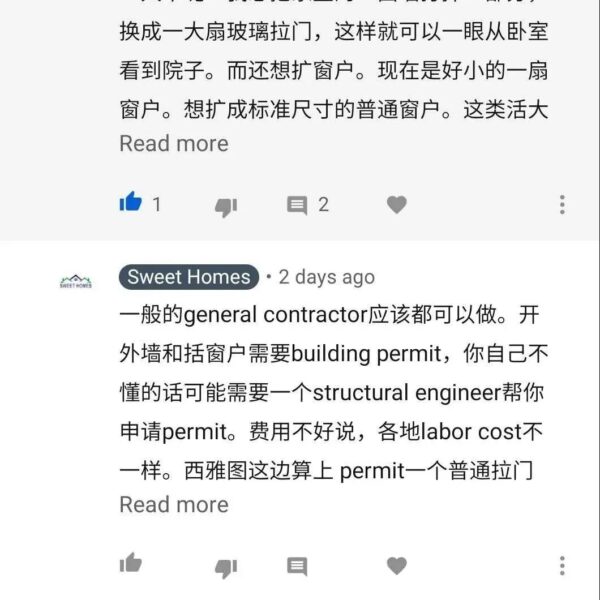 换成一大扇玻璃拉门，这样就可以一眼从卧室
看到院子。而还想扩窗户。现在是好小的一扇
窗户。想扩成标准尺寸的普通窗户。这类活大
Read more
1
2
SWEET HOMES
Sweet Homes • 2 days ago
一般的general contractor应该都可以做。开
外墙和括窗户需要building permit，你自己不
懂的话可能需要一个structural engineer帮你
申请permit。费用不好说，各地labor cost不
一样。西雅图这边算上 permit一个普通拉门
Read more